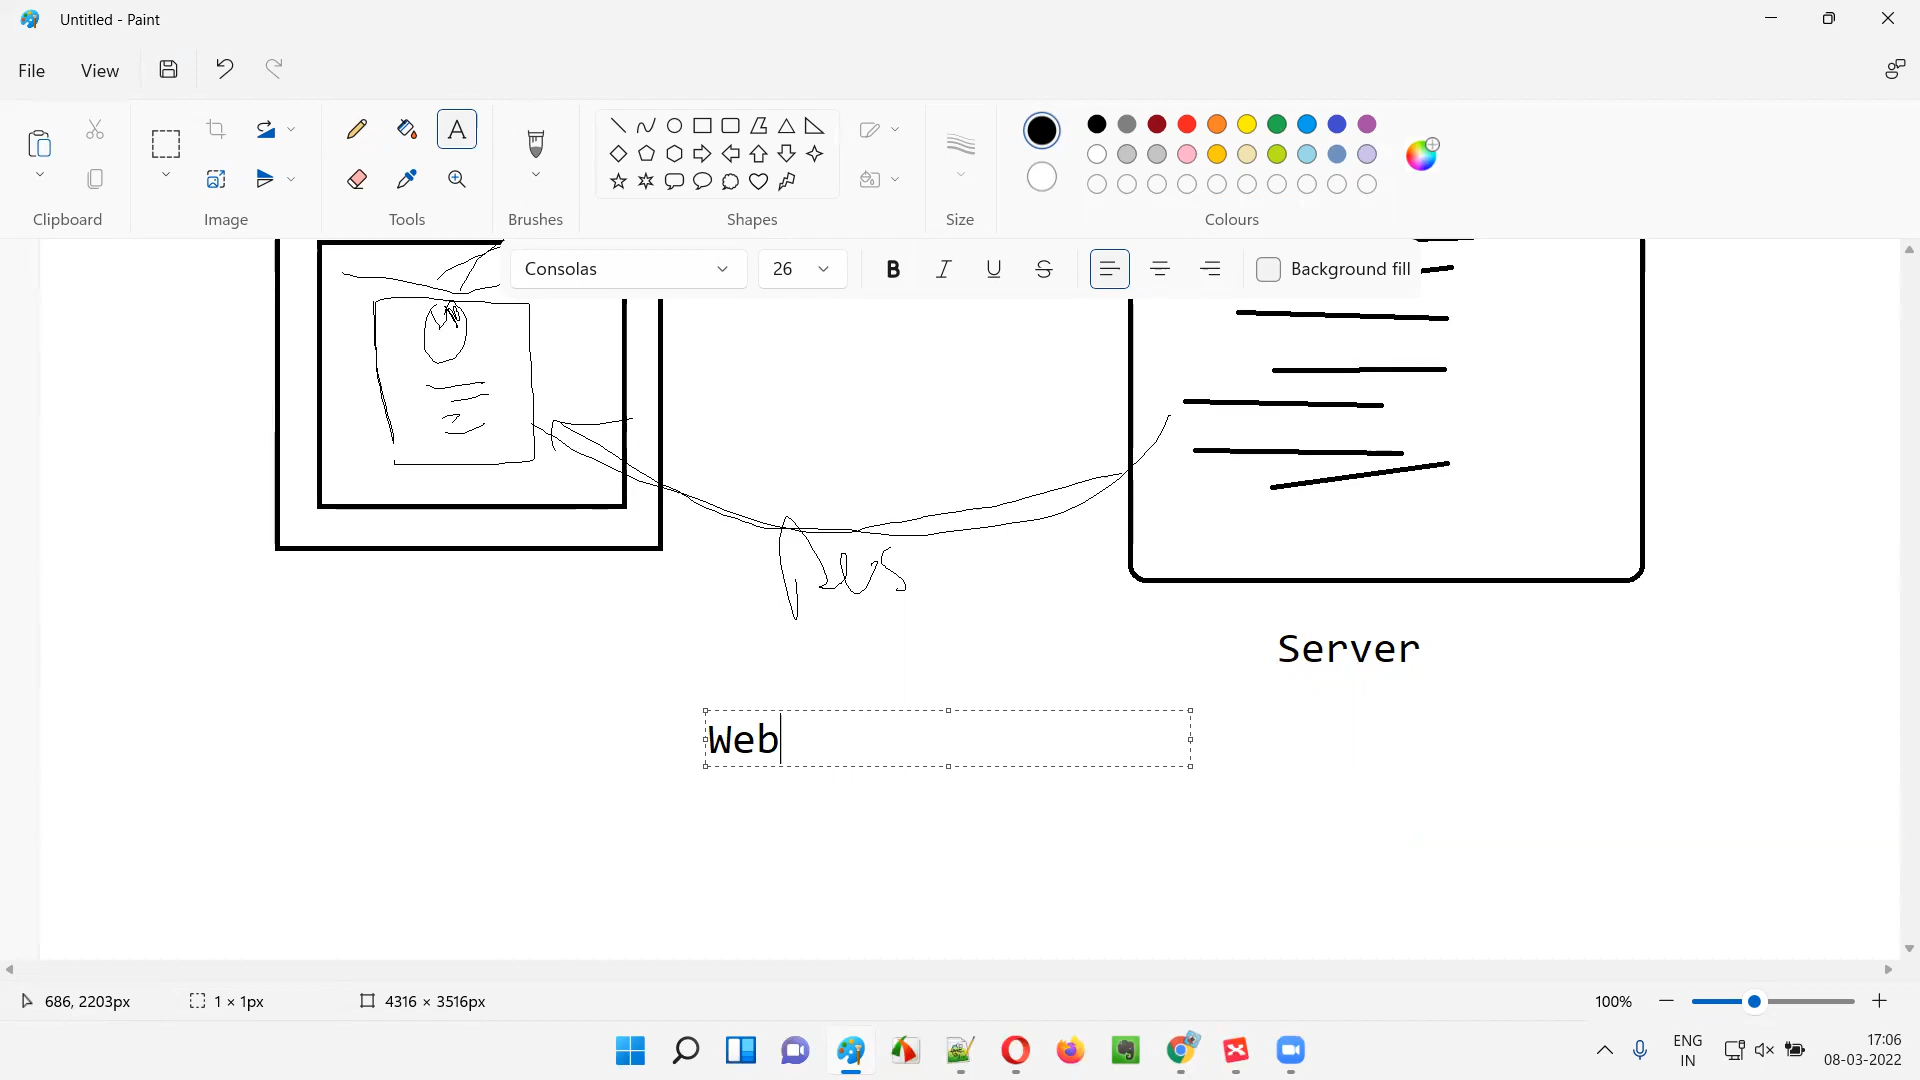 Untitled - Paint
File View
Clipboard Image Tools Brushes Shapes Size Colours
Consolas 26 B I U S Background fill
A
Server
Web
686, 2203px 1 × 1px 4316 × 3516px 100%
ENG 17:06
IN 08-03-2022